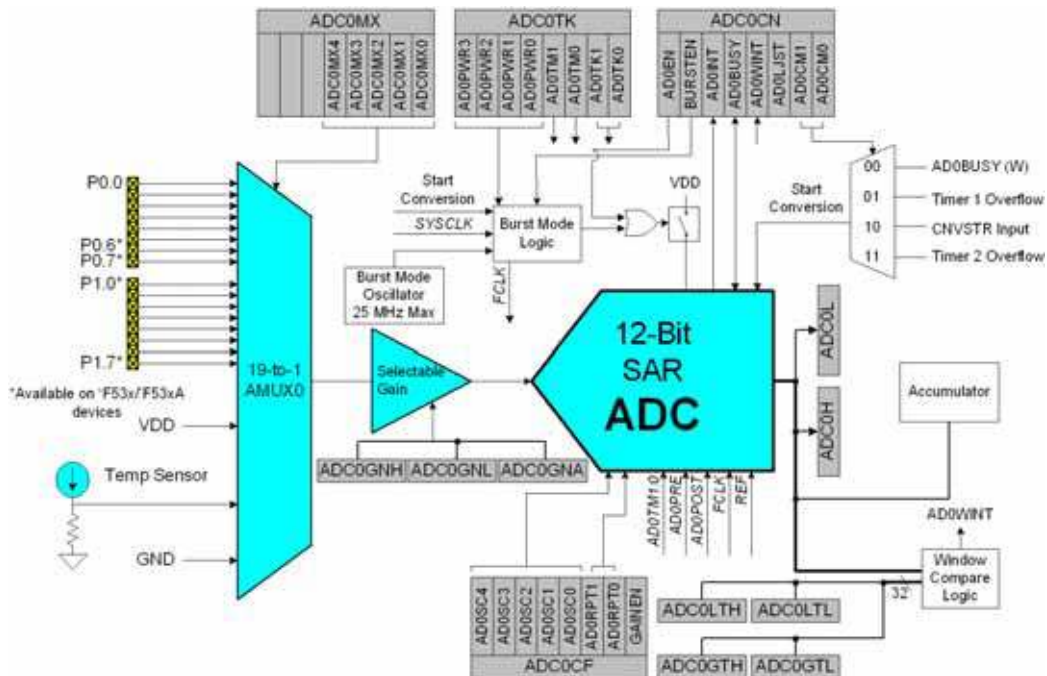 ADC0MX
ADC0MX4
ADC0MX3
ADC0MX2
ADC0MX1
ADC0MX0
ADC0TK
AD0PWR3
AD0PWR2
AD0PWR1
AD0PWR0
AD0TM1
AD0TM0
AD0TK1
AD0TK0
ADC0CN
AD0EN
BURSTEN
AD0INT
AD0BUSY
AD0WINT
AD0LJST
AD0CM1
AD0CM0
00
01
10
11
AD0BUSY (W)
Timer 1 Overflow
CNVSTR Input
Timer 2 Overflow
Start
Conversion
VDD
Start
Conversion
SYSCLK
Burst Mode
Logic
Burst Mode
Oscillator
25 MHz Max
FCLK
P0.0
P0.6*
P0.7*
P1.0*
P1.7*
*Available on 'F53x/'F53xA
devices
VDD
Temp Sensor
GND
19-to-1
AMUX0
Selectable
Gain
ADC0GNH
ADC0GNL
ADC0GNA
12-Bit
SAR
ADC
ADC0L
ADC0H
Accumulator
AD0TM1:0
AD0PRE
AD0POST
FCLK
REF
AD0WINT
Window
Compare
Logic
32
ADC0LTH
ADC0LTL
ADC0GTH
ADC0GTL
AD0SC4
AD0SC3
AD0SC2
AD0SC1
AD0SC0
AD0RPT1
AD0RPT0
GAINEN
ADC0CF